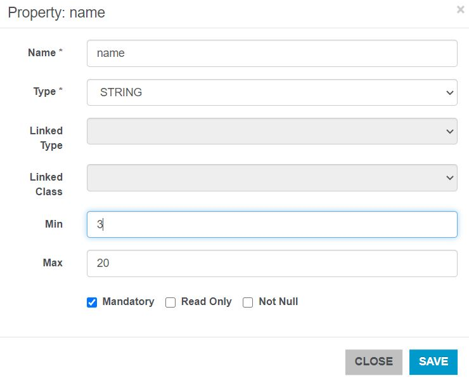 Property: name ×
Name * name
Type * STRING
Linked
Type
Linked
Class
Min 3
Max 20
Mandatory Read Only Not Null
CLOSE SAVE